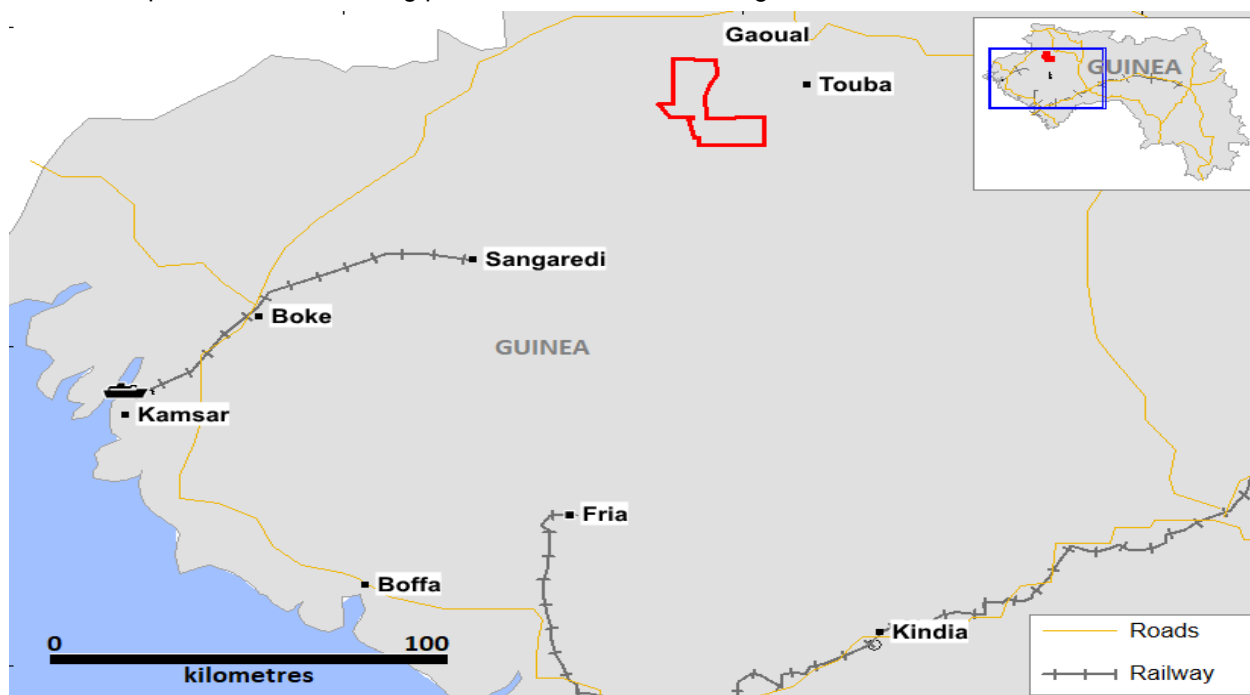 Gaoual
GUINEA
Touba
Sangaredi
Boke
GUINEA
Kamsar
Fria
Boffa
Kindia
0 100
kilometres
Roads
Railway